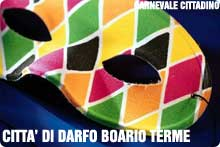 CARNEVALE CITTADINO
CITTA' DI DARFO BOARIO TERME